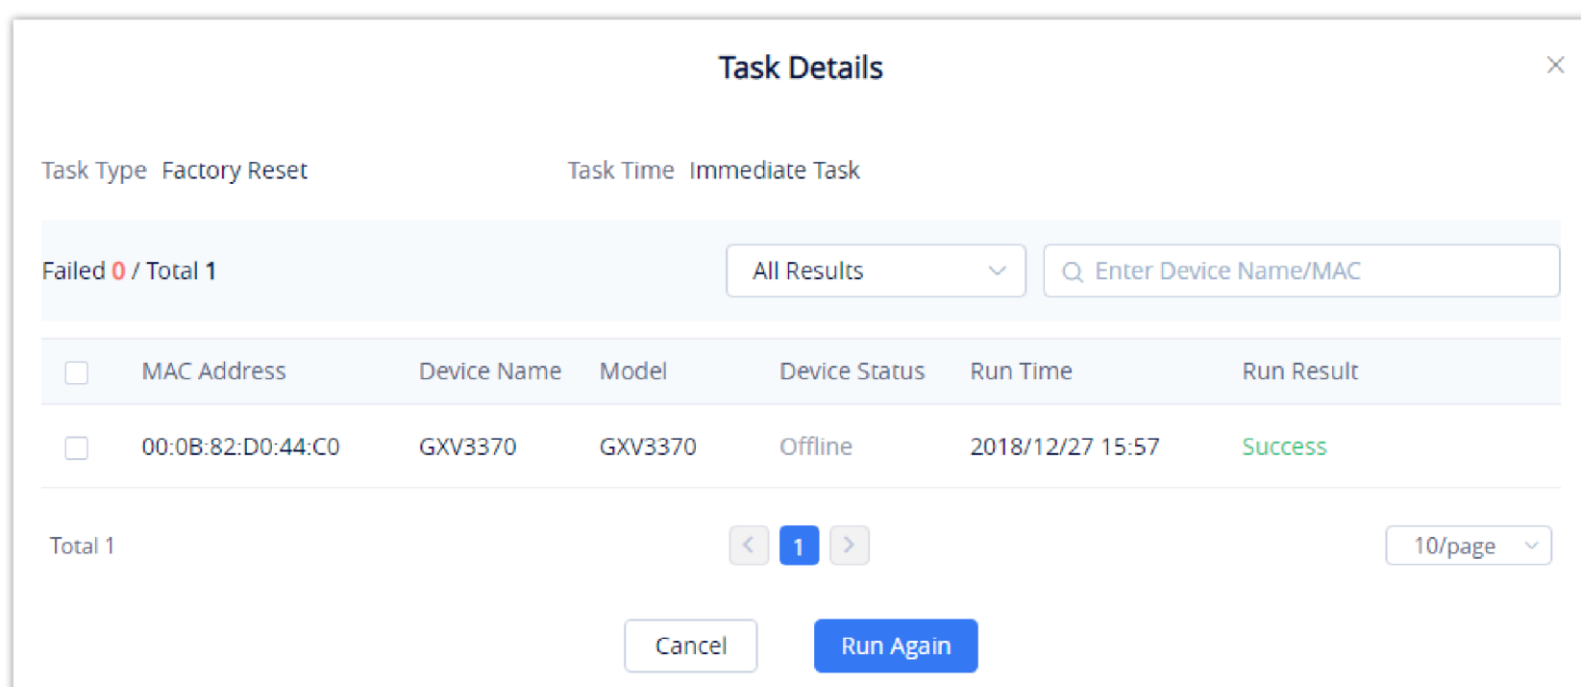 Task Details
Task Type Factory Reset Task Time Immediate Task
Failed 0 / Total 1 All Results Enter Device Name/MAC
MAC Address Device Name Model Device Status Run Time Run Result
00:0B:82:D0:44:C0 GXV3370 GXV3370 Offline 2018/12/27 15:57 Success
Total 1 < 1 > 10/page
Cancel Run Again